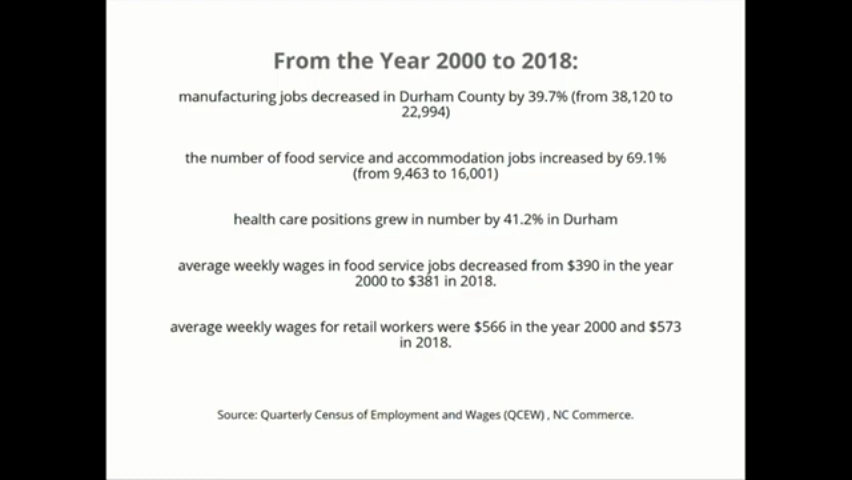 From the Year 2000 to 2018:
manufacturing jobs decreased in Durham County by 39.7% (from 38,120 to
22,994)
the number of food service and accommodation jobs increased by 69.1%
(from 9,463 to 16,001)
health care positions grew in number by 41.2% in Durham
average weekly wages in food service jobs decreased from $390 in the year
2000 to $381 in 2018.
average weekly wages for retail workers were $566 in the year 2000 and $573
in 2018.
Source: Quarterly Census of Employment and Wages (QCEW) , NC Commerce.